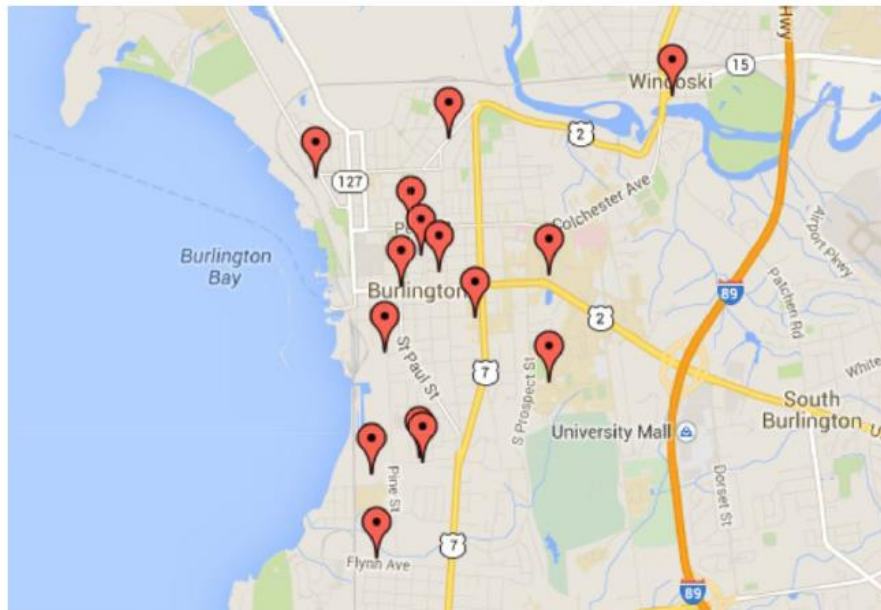 Hwy
Winooski
15
2
127
Colchester Ave
Airport Pkwy
Burlington
Bay
Burlington
89
Patchen Rd
2
St Paul St
7
S Prospect St
White
South
Burlington
University Mall
Pine St
Dorset St
7
Flynn Ave
89